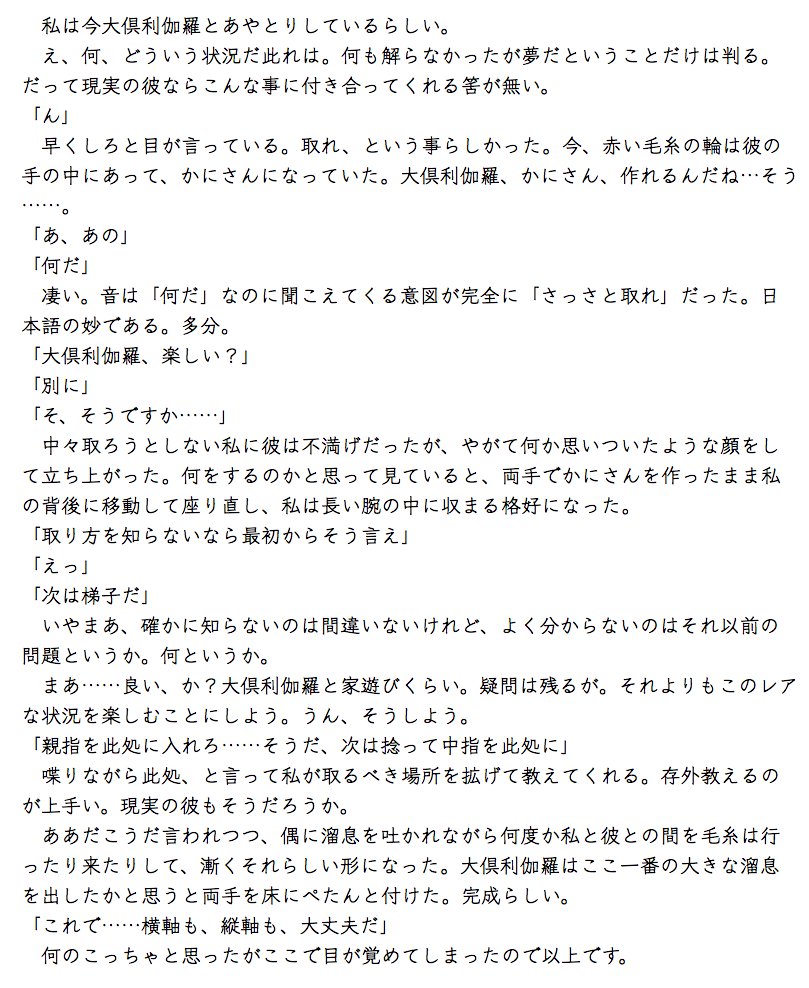 私は今大倶利伽羅とあやとりしているらしい。
え、何、どういう状況だ此れは。何も解らなかったが夢だということだけは判る。
だって現実の彼ならこんな事に付き合ってくれる筈が無い。
「ん」
早くしろと目が言っている。取れ、という事らしかった。今、赤い毛糸の輪は彼の
手の中にあって、かにさんになっていた。大倶利伽羅、かにさん、作れるんだね…そう
……。
「あ、あの」
「何だ」
凄い。音は「何だ」なのに聞こえてくる意図が完全に「さっさと取れ」だった。日
本語の妙である。多分。
「大倶利伽羅、楽しい？」
「別に」
「そ、そうですか……」
中々取ろうとしない私に彼は不満げだったが、やがて何か思いついたような顔をし
て立ち上がった。何をするのかと思って見ていると、両手でかにさんを作ったまま私
の背後に移動して座り直し、私は長い腕の中に収まる格好になった。
「取り方を知らないなら最初からそう言え」
「えっ」
「次は梯子だ」
いやまあ、確かに知らないのは間違いないけれど、よく分からないのはそれ以前の
問題というか。何というか。
まあ……良い、か？大倶利伽羅と家遊びくらい。疑問は残るが。それよりもこのレア
な状況を楽しむことにしよう。うん、そうしよう。
「親指を此処に入れろ……そうだ、次は捻って中指を此処に」
喋りながら此処、と言って私が取るべき場所を拡げて教えてくれる。存外教えるの
が上手い。現実の彼もそうだろうか。
ああだこうだ言われつつ、偶に溜息を吐かれながら何度か私と彼との間を毛糸は行
ったり来たりして、漸くそれらしい形になった。大倶利伽羅はここ一番の大きな溜息
を出したかと思うと両手を床にぺたんと付けた。完成らしい。
「これで……横軸も、縦軸も、大丈夫だ」
何のこっちゃと思ったがここで目が覚めてしまったので以上です。